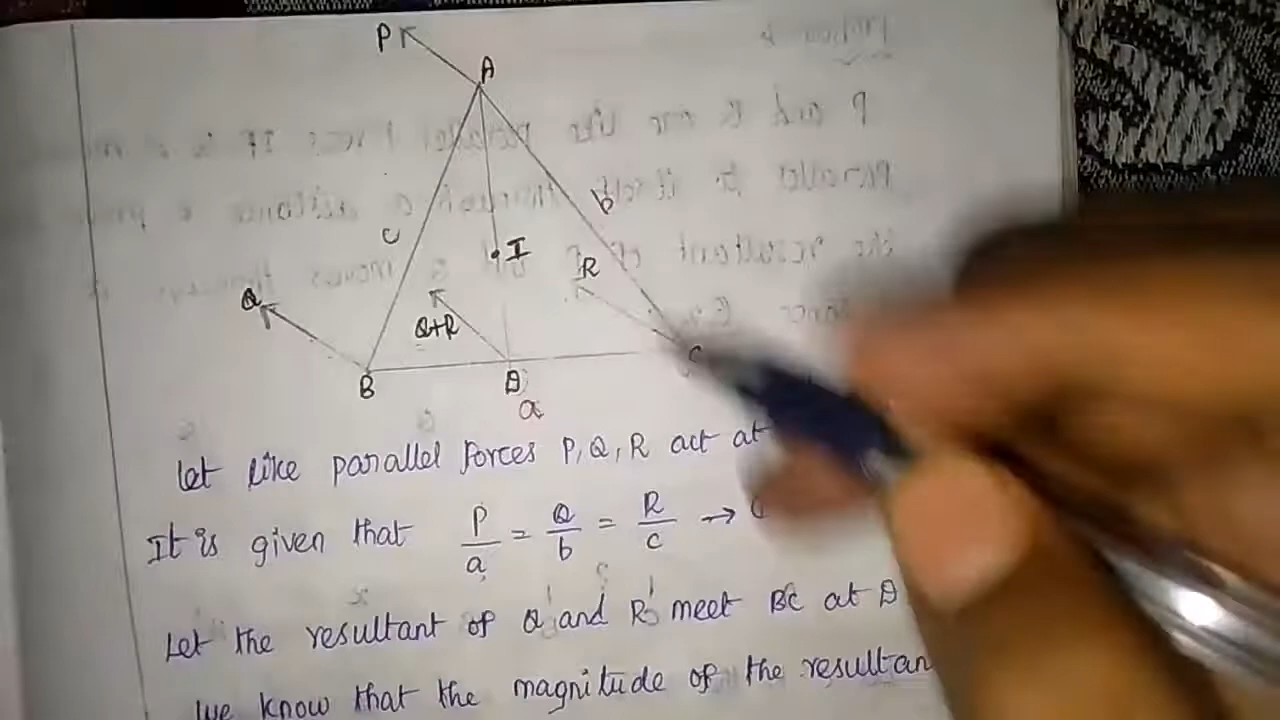 P
A
C
b
I
R
Q
Q+R
C
B
D
a
Let like parallel forces P, Q, R act at
It is given that P/a = Q/b = R/c →
Let the resultant of Q and R meet BC at D
We know that the magnitude of the resultan